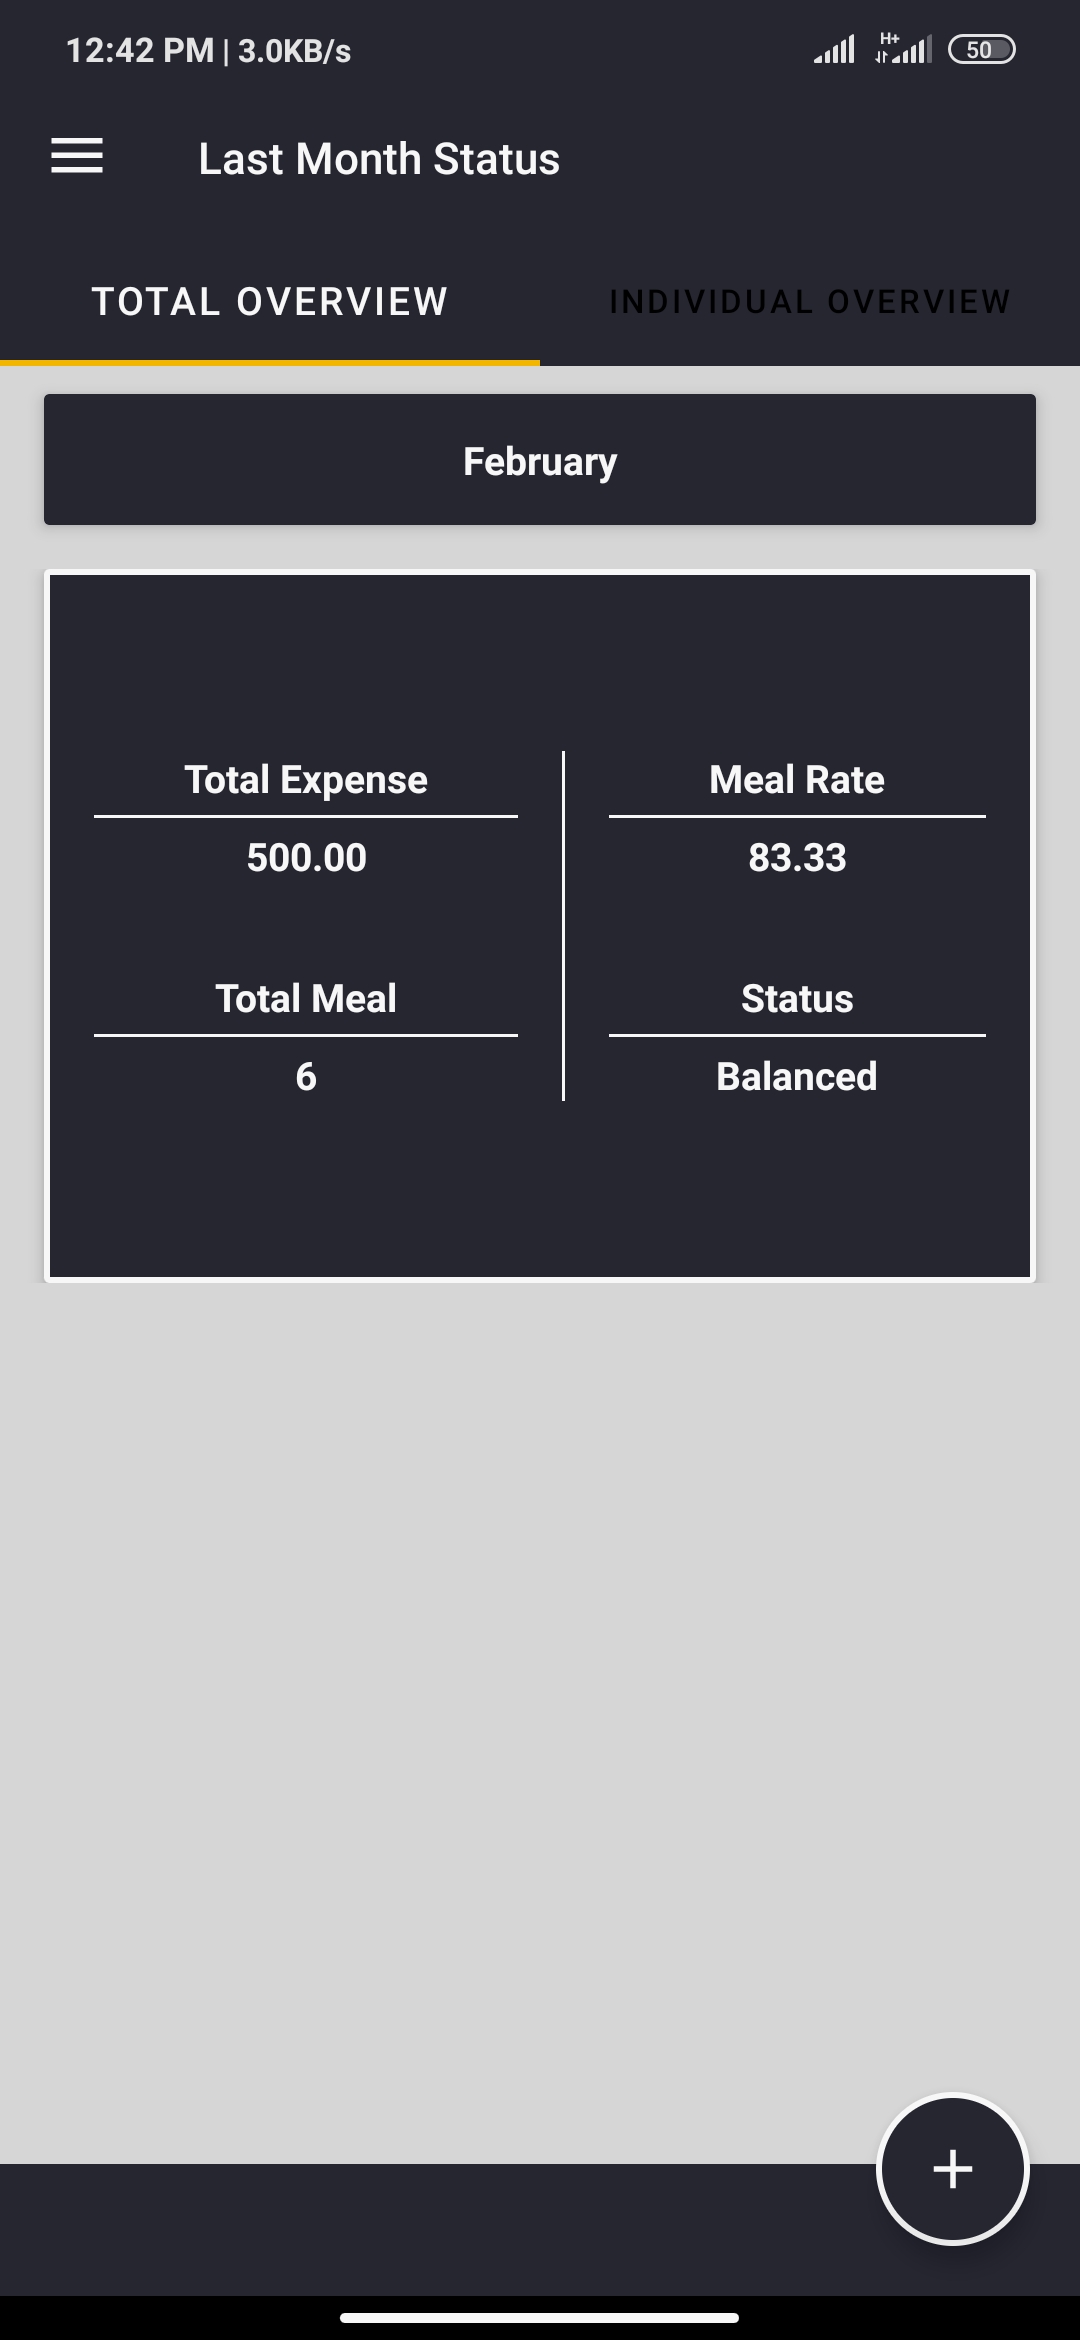 12:42 PM | 3.0KB/s H+ 50
Last Month Status
TOTAL OVERVIEW INDIVIDUAL OVERVIEW
February
Total Expense Meal Rate
500.00 83.33
Total Meal Status
6 Balanced